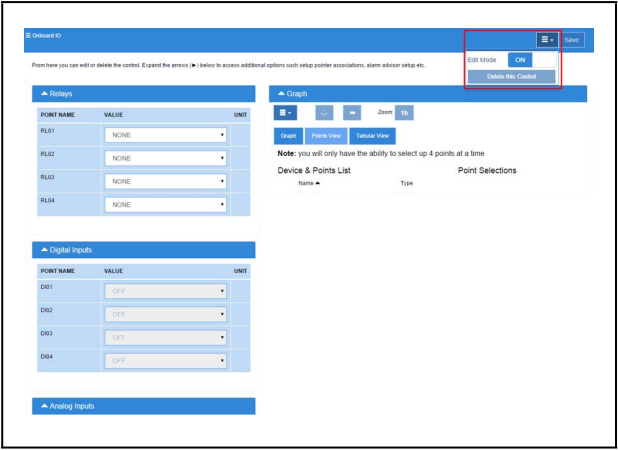 Onboard IO
Save
Edit Mode ON
Delete this Control
From here you can edit or delete the control. Expand the arrows (►) below to access additional options such setup pointer associations, alarm advisor setup etc.
Relays
POINT NAME VALUE UNIT
RL01 NONE
RL02 NONE
RL03 NONE
RL04 NONE
Digital Inputs
POINT NAME VALUE UNIT
DI01 OFF
DI02 OFF
DI03 OFF
DI04 OFF
Analog Inputs
Graph
Zoom: 1h
Graph Points View Tabular View
Note: you will only have the ability to select up 4 points at a time
Device & Points List Point Selections
Name Type